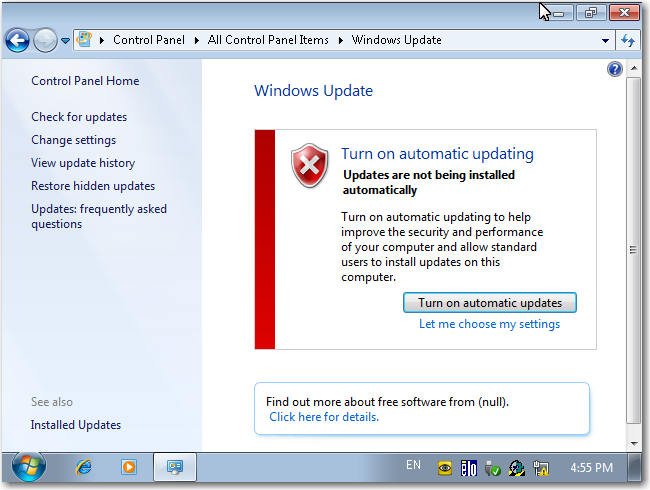 Control Panel ▸ All Control Panel Items ▸ Windows Update
Control Panel Home
Check for updates
Change settings
View update history
Restore hidden updates
Updates: frequently asked
questions
See also
Installed Updates
Windows Update
Turn on automatic updating
Updates are not being installed
automatically
Turn on automatic updating to help
improve the security and performance
of your computer and allow standard
users to install updates on this
computer.
Turn on automatic updates
Let me choose my settings
Find out more about free software from (null).
Click here for details.
EN
4:55 PM